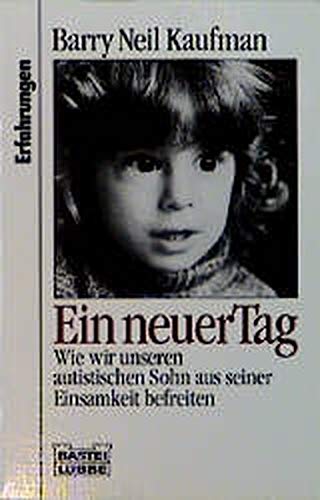 Barry Neil Kaufman
Erfahrungen
Ein neuer Tag
Wie wir unseren
autistischen Sohn aus seiner
Einsamkeit befreiten
BASTEI
LÜBBE